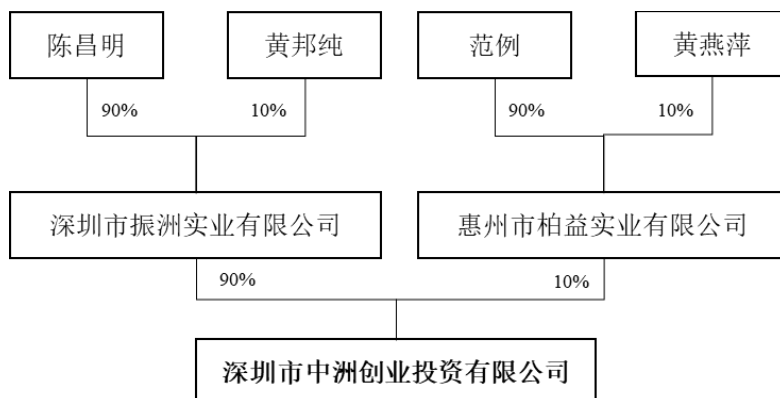 陈昌明
黄邦纯
范例
黄燕萍
90%
10%
90%
10%
深圳市振洲实业有限公司
惠州市柏益实业有限公司
90%
10%
深圳市中洲创业投资有限公司